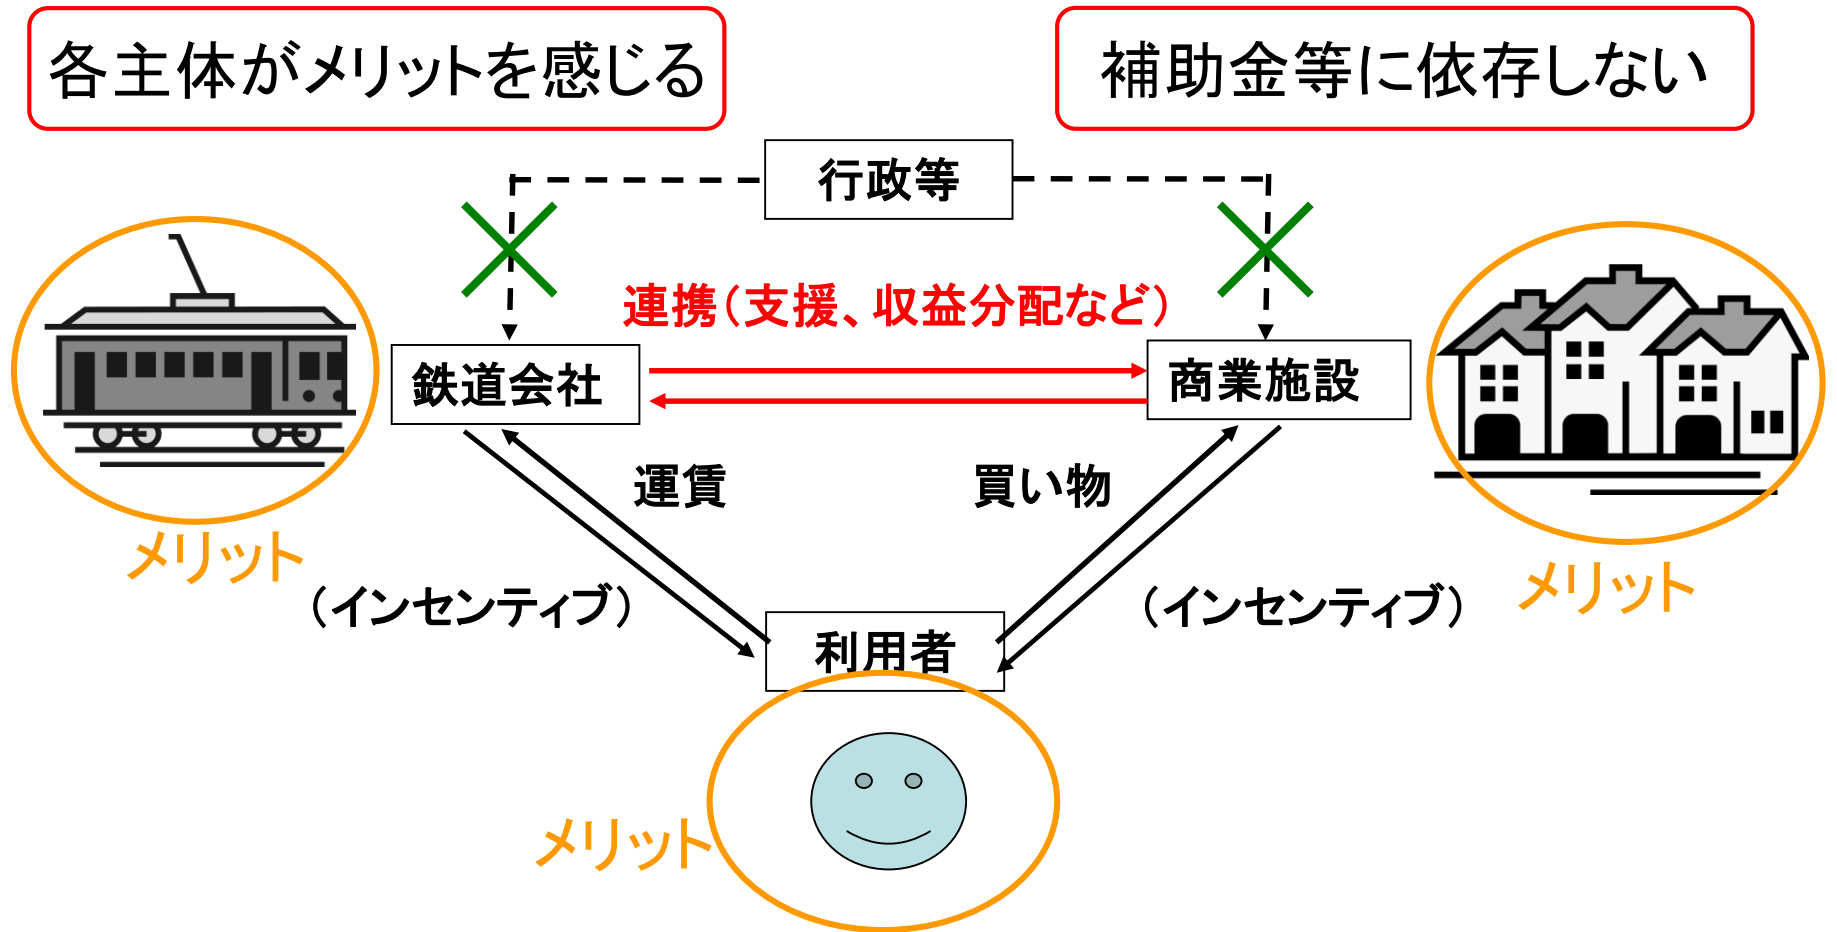 各主体がメリットを感じる
補助金等に依存しない
行政等
連携（支援、収益分配など）
鉄道会社
商業施設
運賃
買い物
メリット
メリット
（インセンティブ）
（インセンティブ）
利用者
メリット